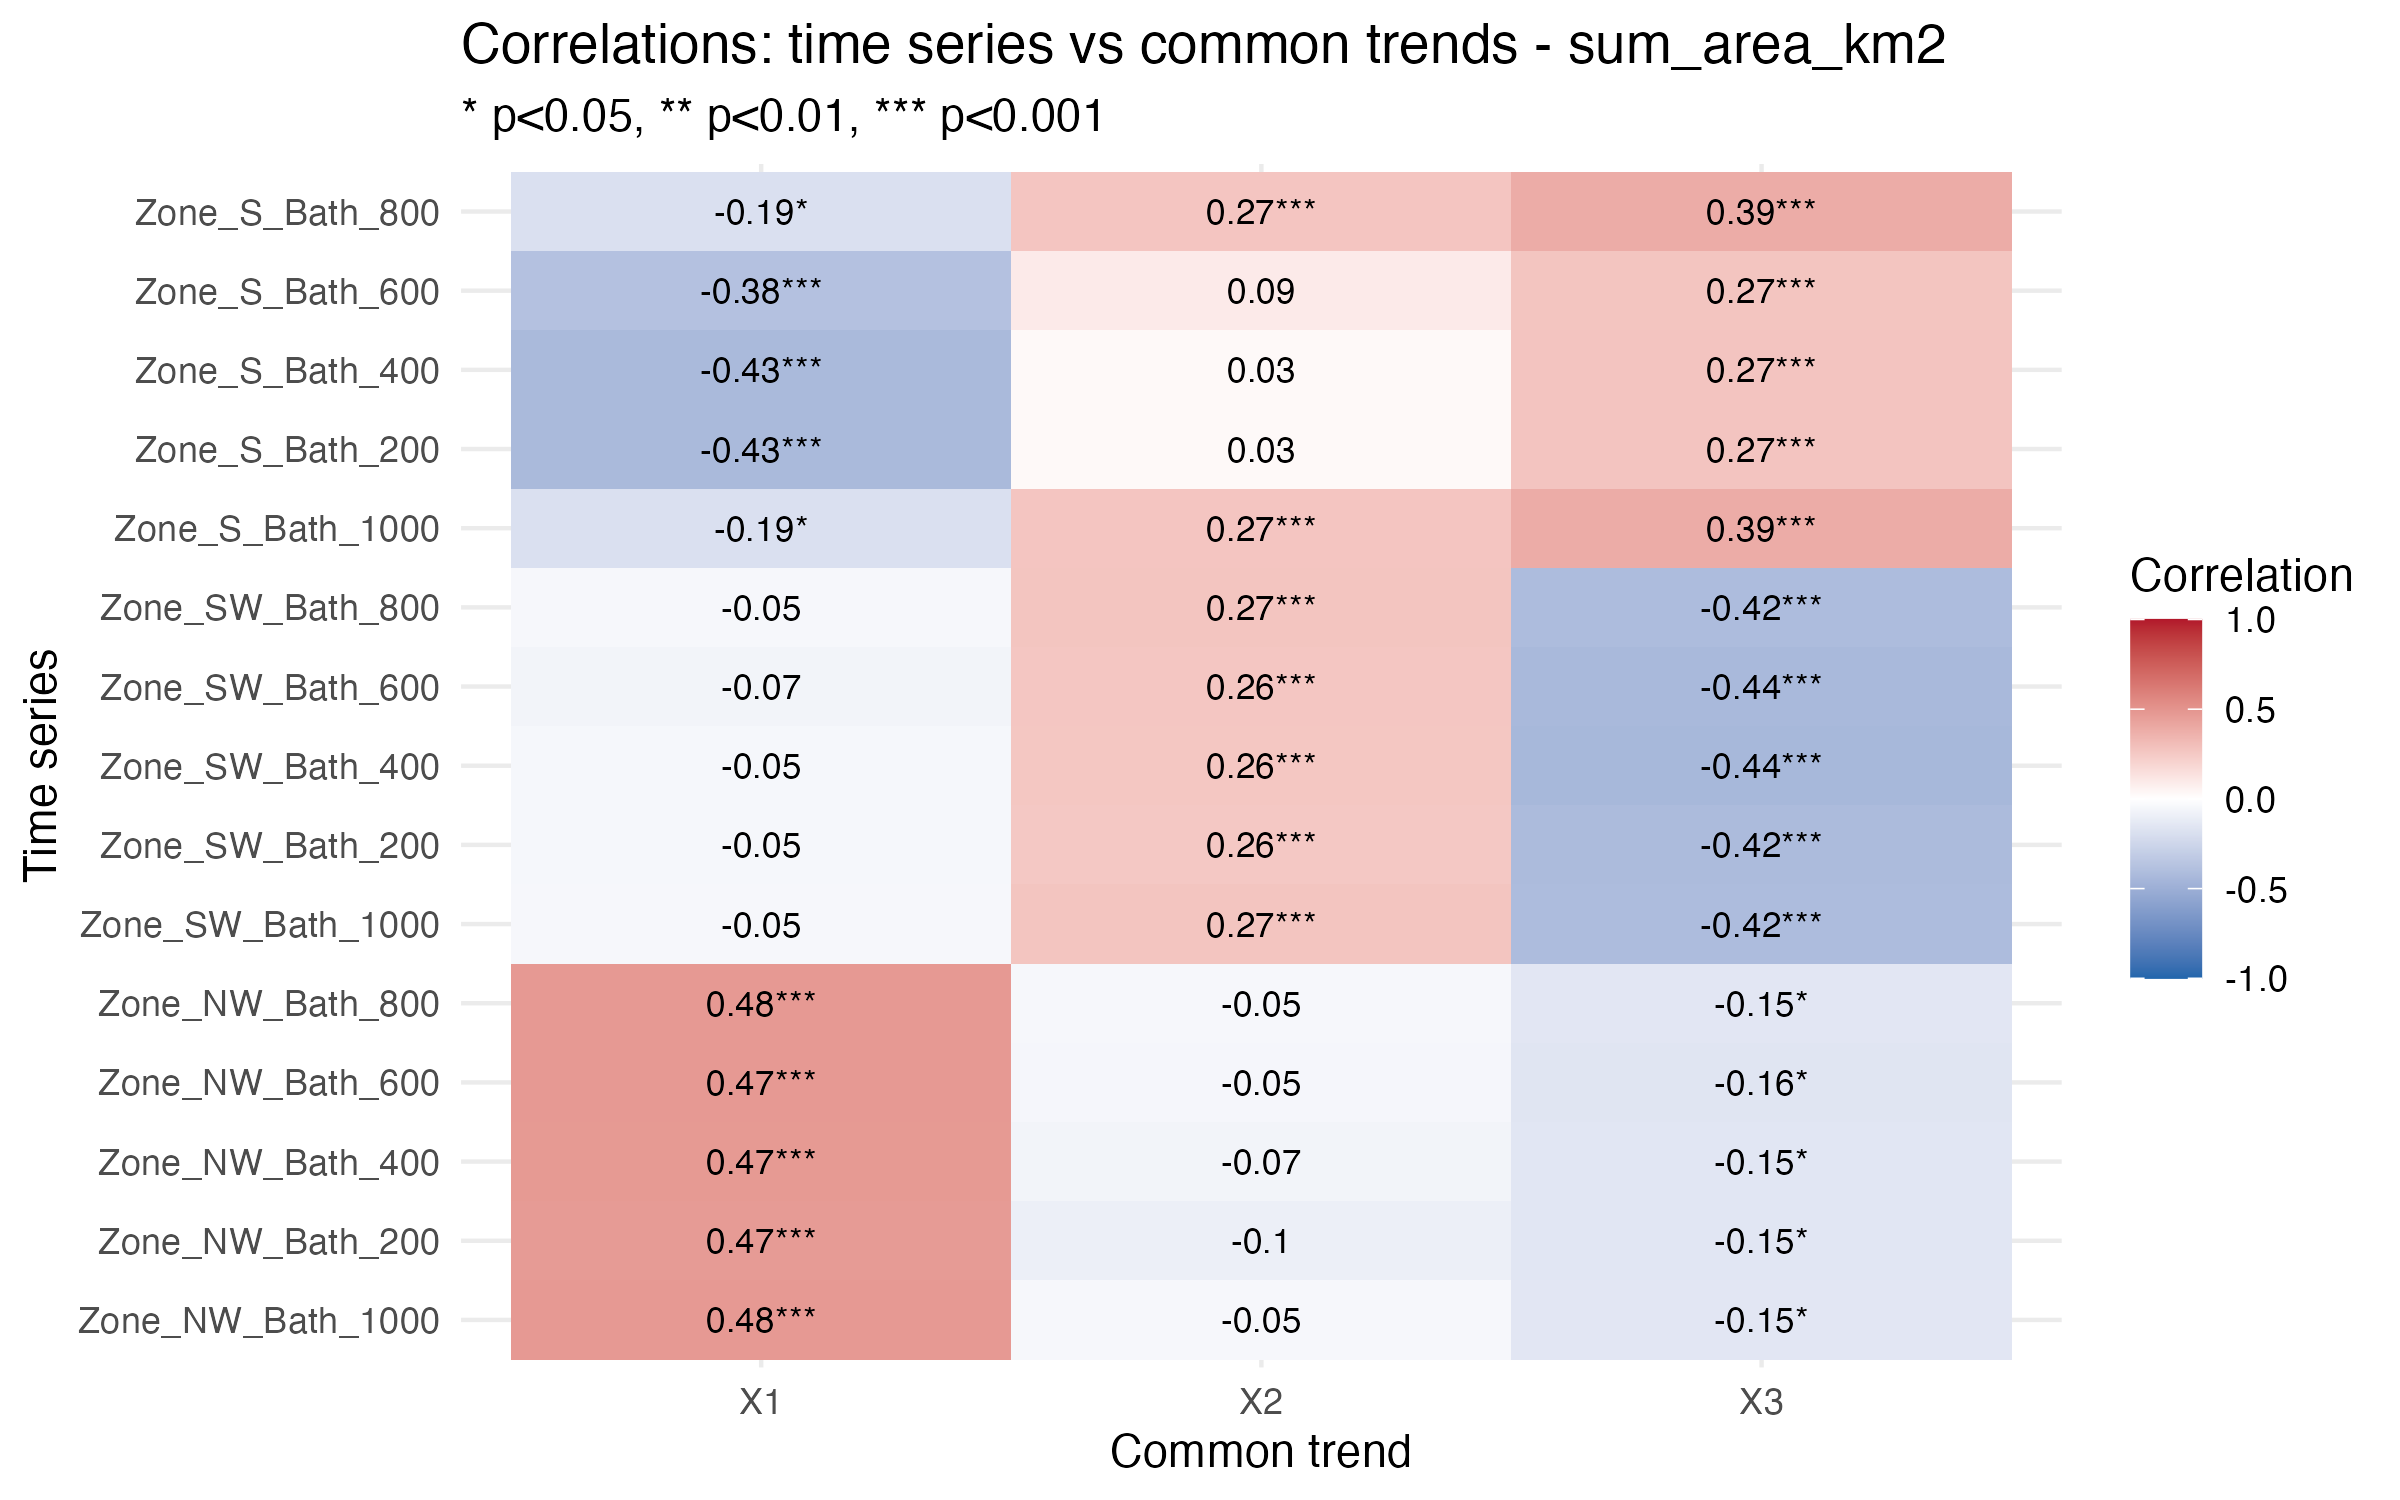 Correlations: time series vs common trends - sum_area_km2
* p<0.05, ** p<0.01, *** p<0.001
Time series
Zone_S_Bath_800 -0.19* 0.27*** 0.39***
Zone_S_Bath_600 -0.38*** 0.09 0.27***
Zone_S_Bath_400 -0.43*** 0.03 0.27***
Zone_S_Bath_200 -0.43*** 0.03 0.27***
Zone_S_Bath_1000 -0.19* 0.27*** 0.39***
Zone_SW_Bath_800 -0.05 0.27*** -0.42***
Zone_SW_Bath_600 -0.07 0.26*** -0.44***
Zone_SW_Bath_400 -0.05 0.26*** -0.44***
Zone_SW_Bath_200 -0.05 0.26*** -0.42***
Zone_SW_Bath_1000 -0.05 0.27*** -0.42***
Zone_NW_Bath_800 0.48*** -0.05 -0.15*
Zone_NW_Bath_600 0.47*** -0.05 -0.16*
Zone_NW_Bath_400 0.47*** -0.07 -0.15*
Zone_NW_Bath_200 0.47*** -0.1 -0.15*
Zone_NW_Bath_1000 0.48*** -0.05 -0.15*
X1 X2 X3
Common trend
Correlation
1.0
0.5
0.0
-0.5
-1.0